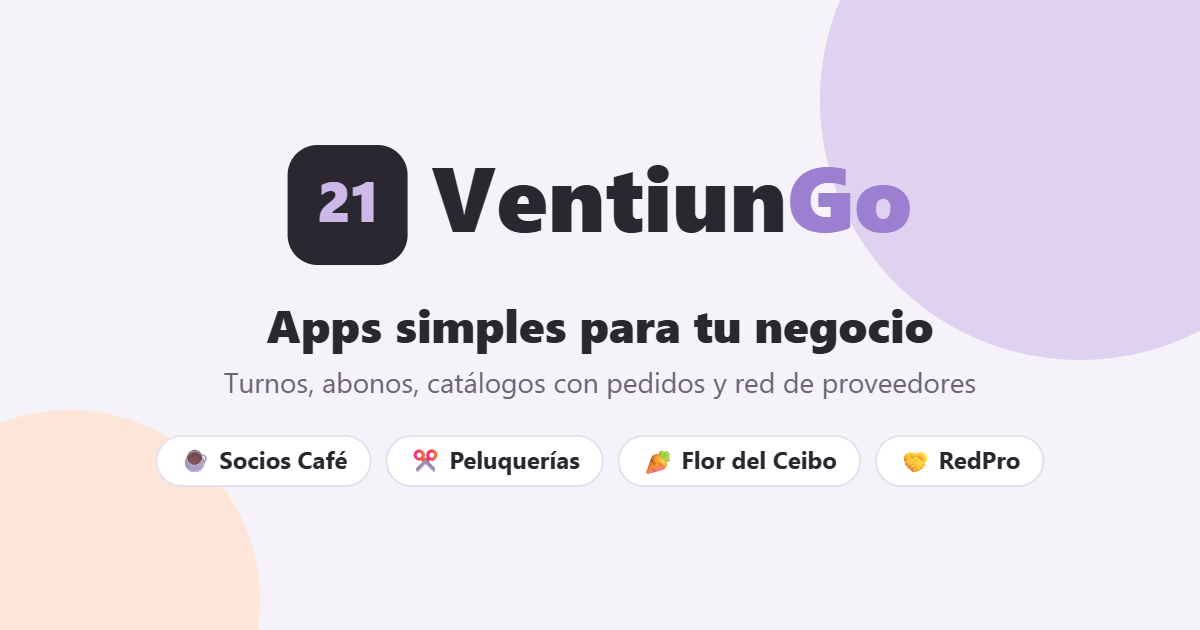 21 VentiunGo
Apps simples para tu negocio
Turnos, abonos, catálogos con pedidos y red de proveedores
Socios Café Peluquerías Flor del Ceibo RedPro